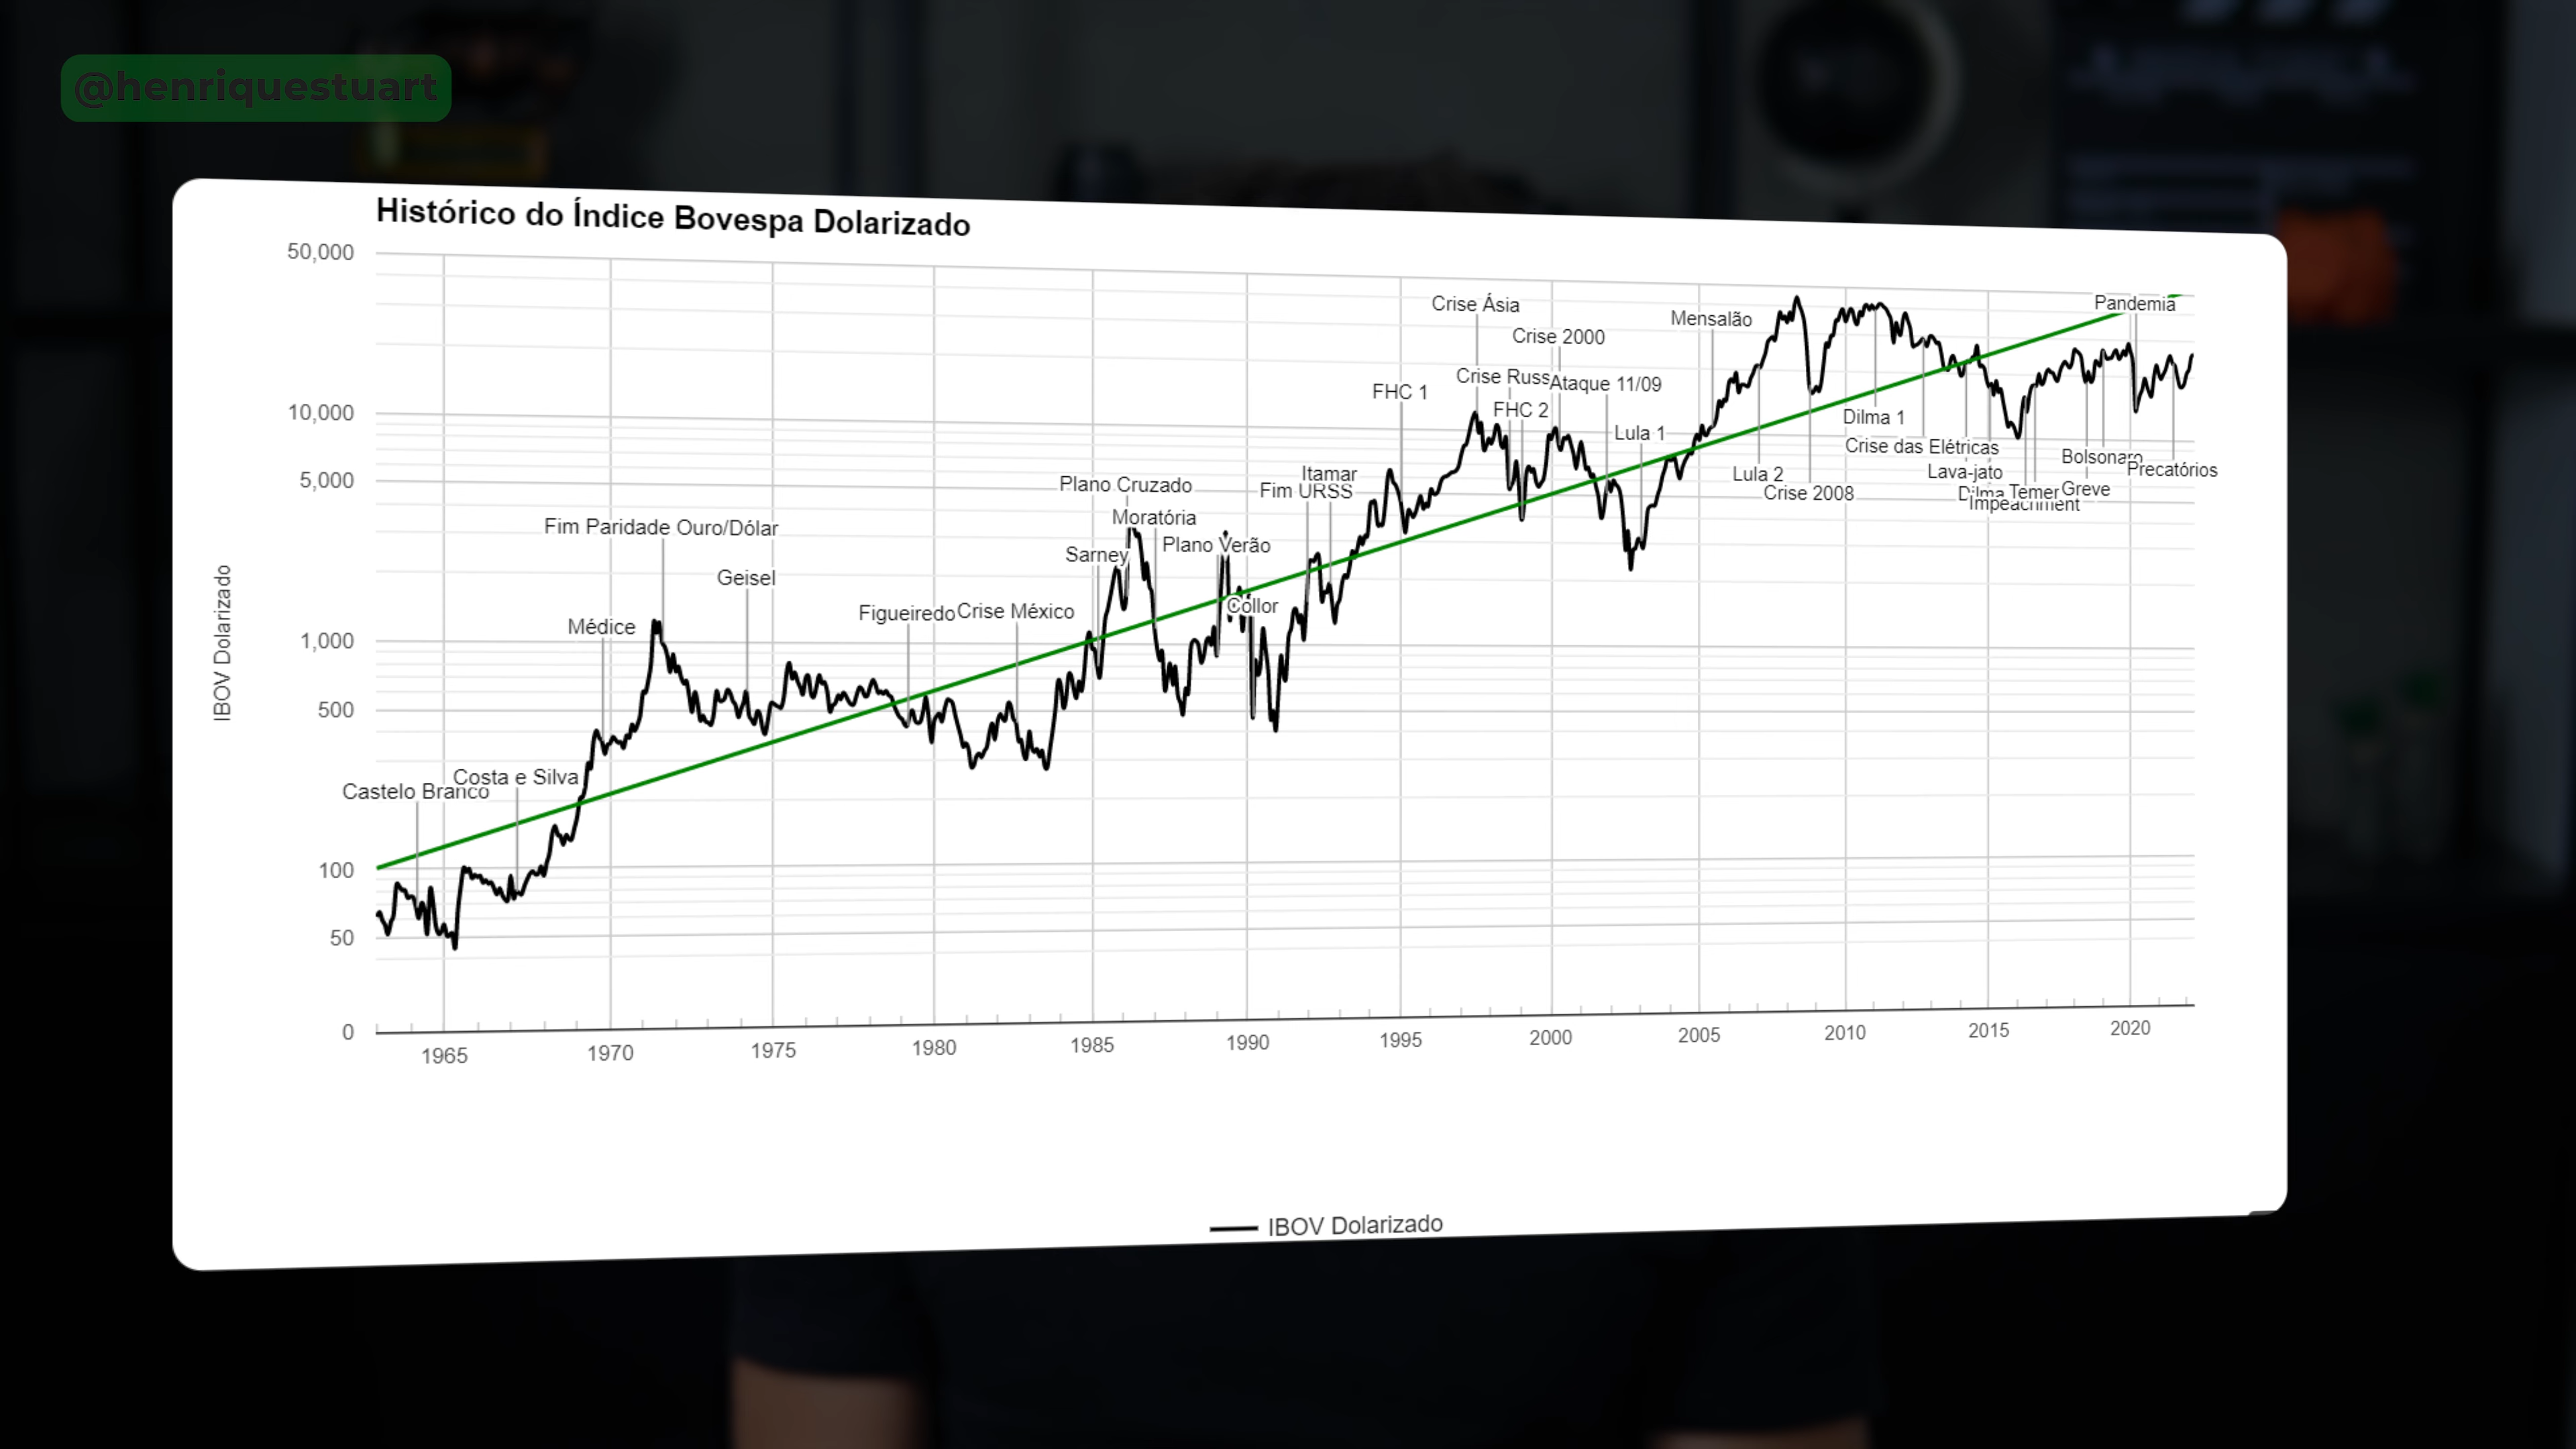 @henriquestuart
Histórico do Índice Bovespa Dolarizado
50,000
10,000
5,000
1,000
500
100
50
0
IBOV Dolarizado
Castelo Branco
Costa e Silva
Médice
Fim Paridade Ouro/Dólar
Geisel
Figueiredo
Crise México
Sarney
Plano Cruzado
Moratória
Plano Verão
Collor
Fim URSS
Itamar
FHC 1
Crise Ásia
Crise Russ
FHC 2
Crise 2000
Ataque 11/09
Lula 1
Mensalão
Lula 2
Crise 2008
Dilma 1
Crise das Elétricas
Lava-jato
Dilma
Impeachment
Temer
Greve
Bolsonaro
Pandemia
Precatórios
1965
1970
1975
1980
1985
1990
1995
2000
2005
2010
2015
2020
IBOV Dolarizado